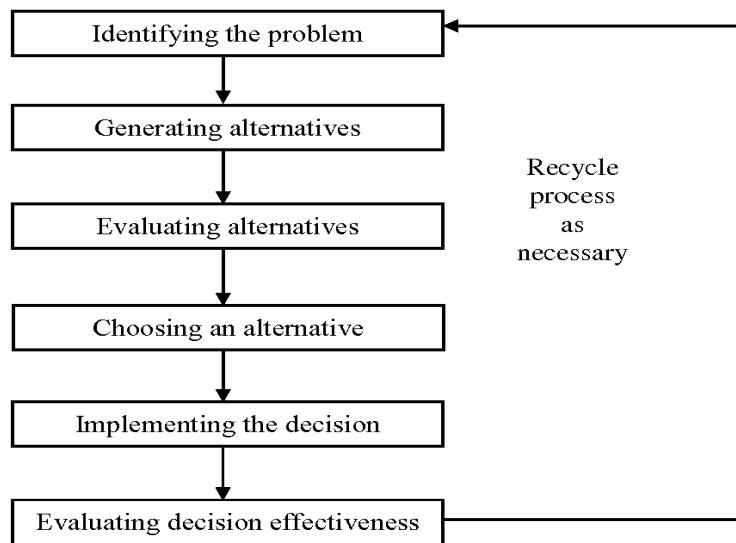 Identifying the problem
Generating alternatives
Evaluating alternatives
Choosing an alternative
Implementing the decision
Evaluating decision effectiveness
Recycle
process
as
necessary